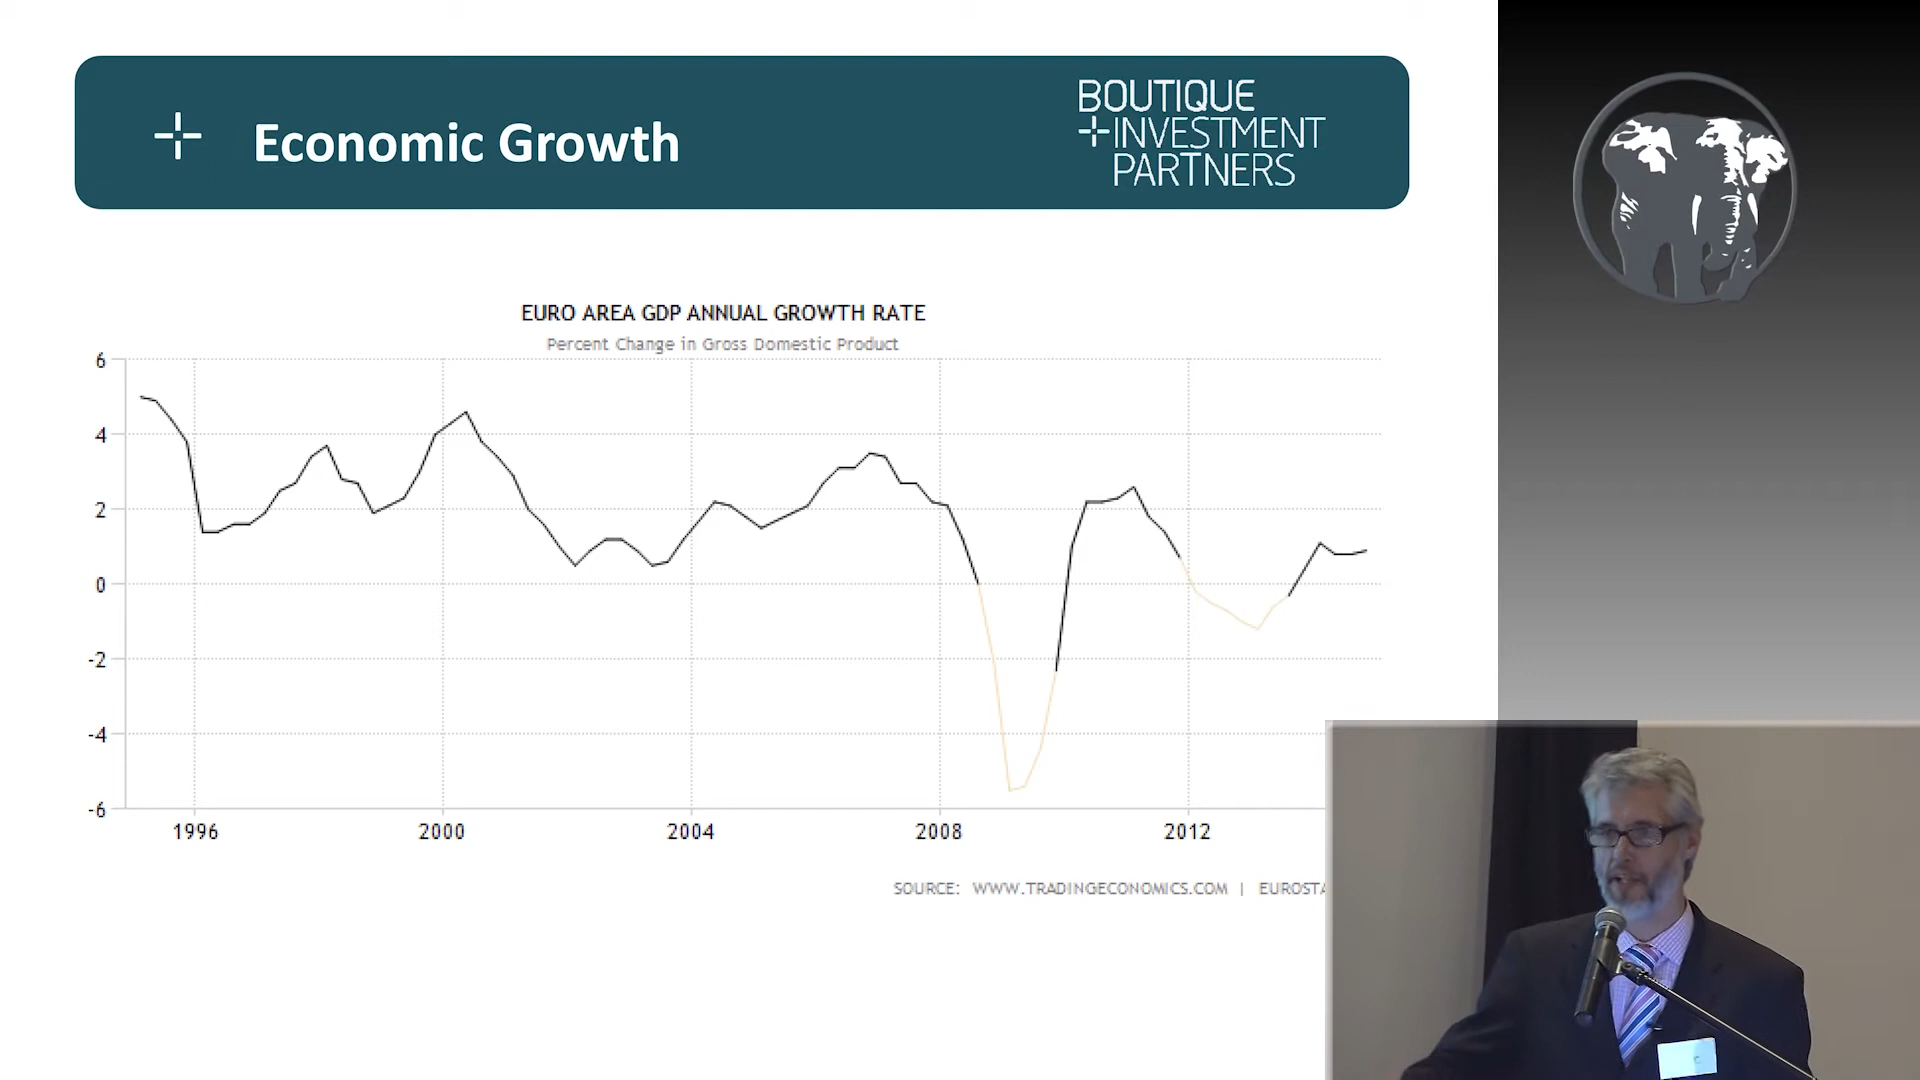 Economic Growth
BOUTIQUE
INVESTMENT
PARTNERS
EURO AREA GDP ANNUAL GROWTH RATE
Percent Change in Gross Domestic Product
6
4
2
0
-2
-4
-6
1996 2000 2004 2008 2012
SOURCE: WWW.TRADINGECONOMICS.COM | EUROSTA